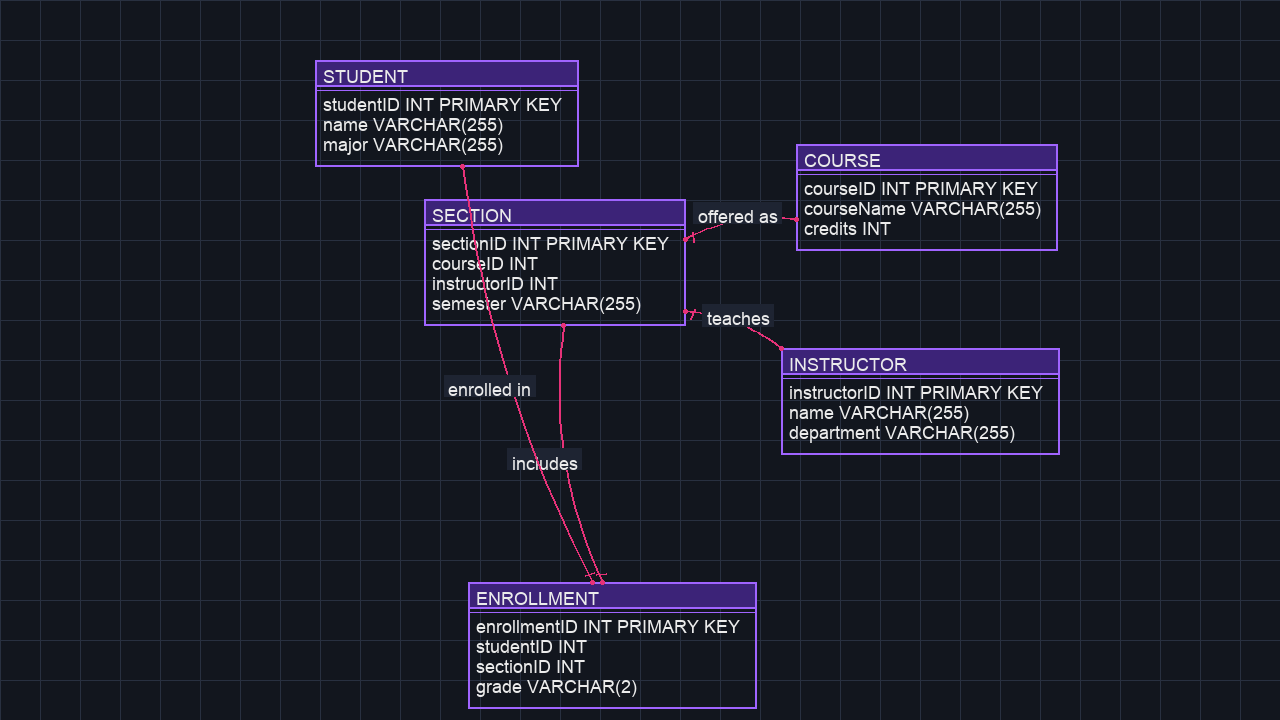 STUDENT
studentID INT PRIMARY KEY
name VARCHAR(255)
major VARCHAR(255)
COURSE
courseID INT PRIMARY KEY
courseName VARCHAR(255)
credits INT
SECTION
sectionID INT PRIMARY KEY
courseID INT
instructorID INT
semester VARCHAR(255)
offered as
teaches
INSTRUCTOR
instructorID INT PRIMARY KEY
name VARCHAR(255)
department VARCHAR(255)
enrolled in
includes
ENROLLMENT
enrollmentID INT PRIMARY KEY
studentID INT
sectionID INT
grade VARCHAR(2)